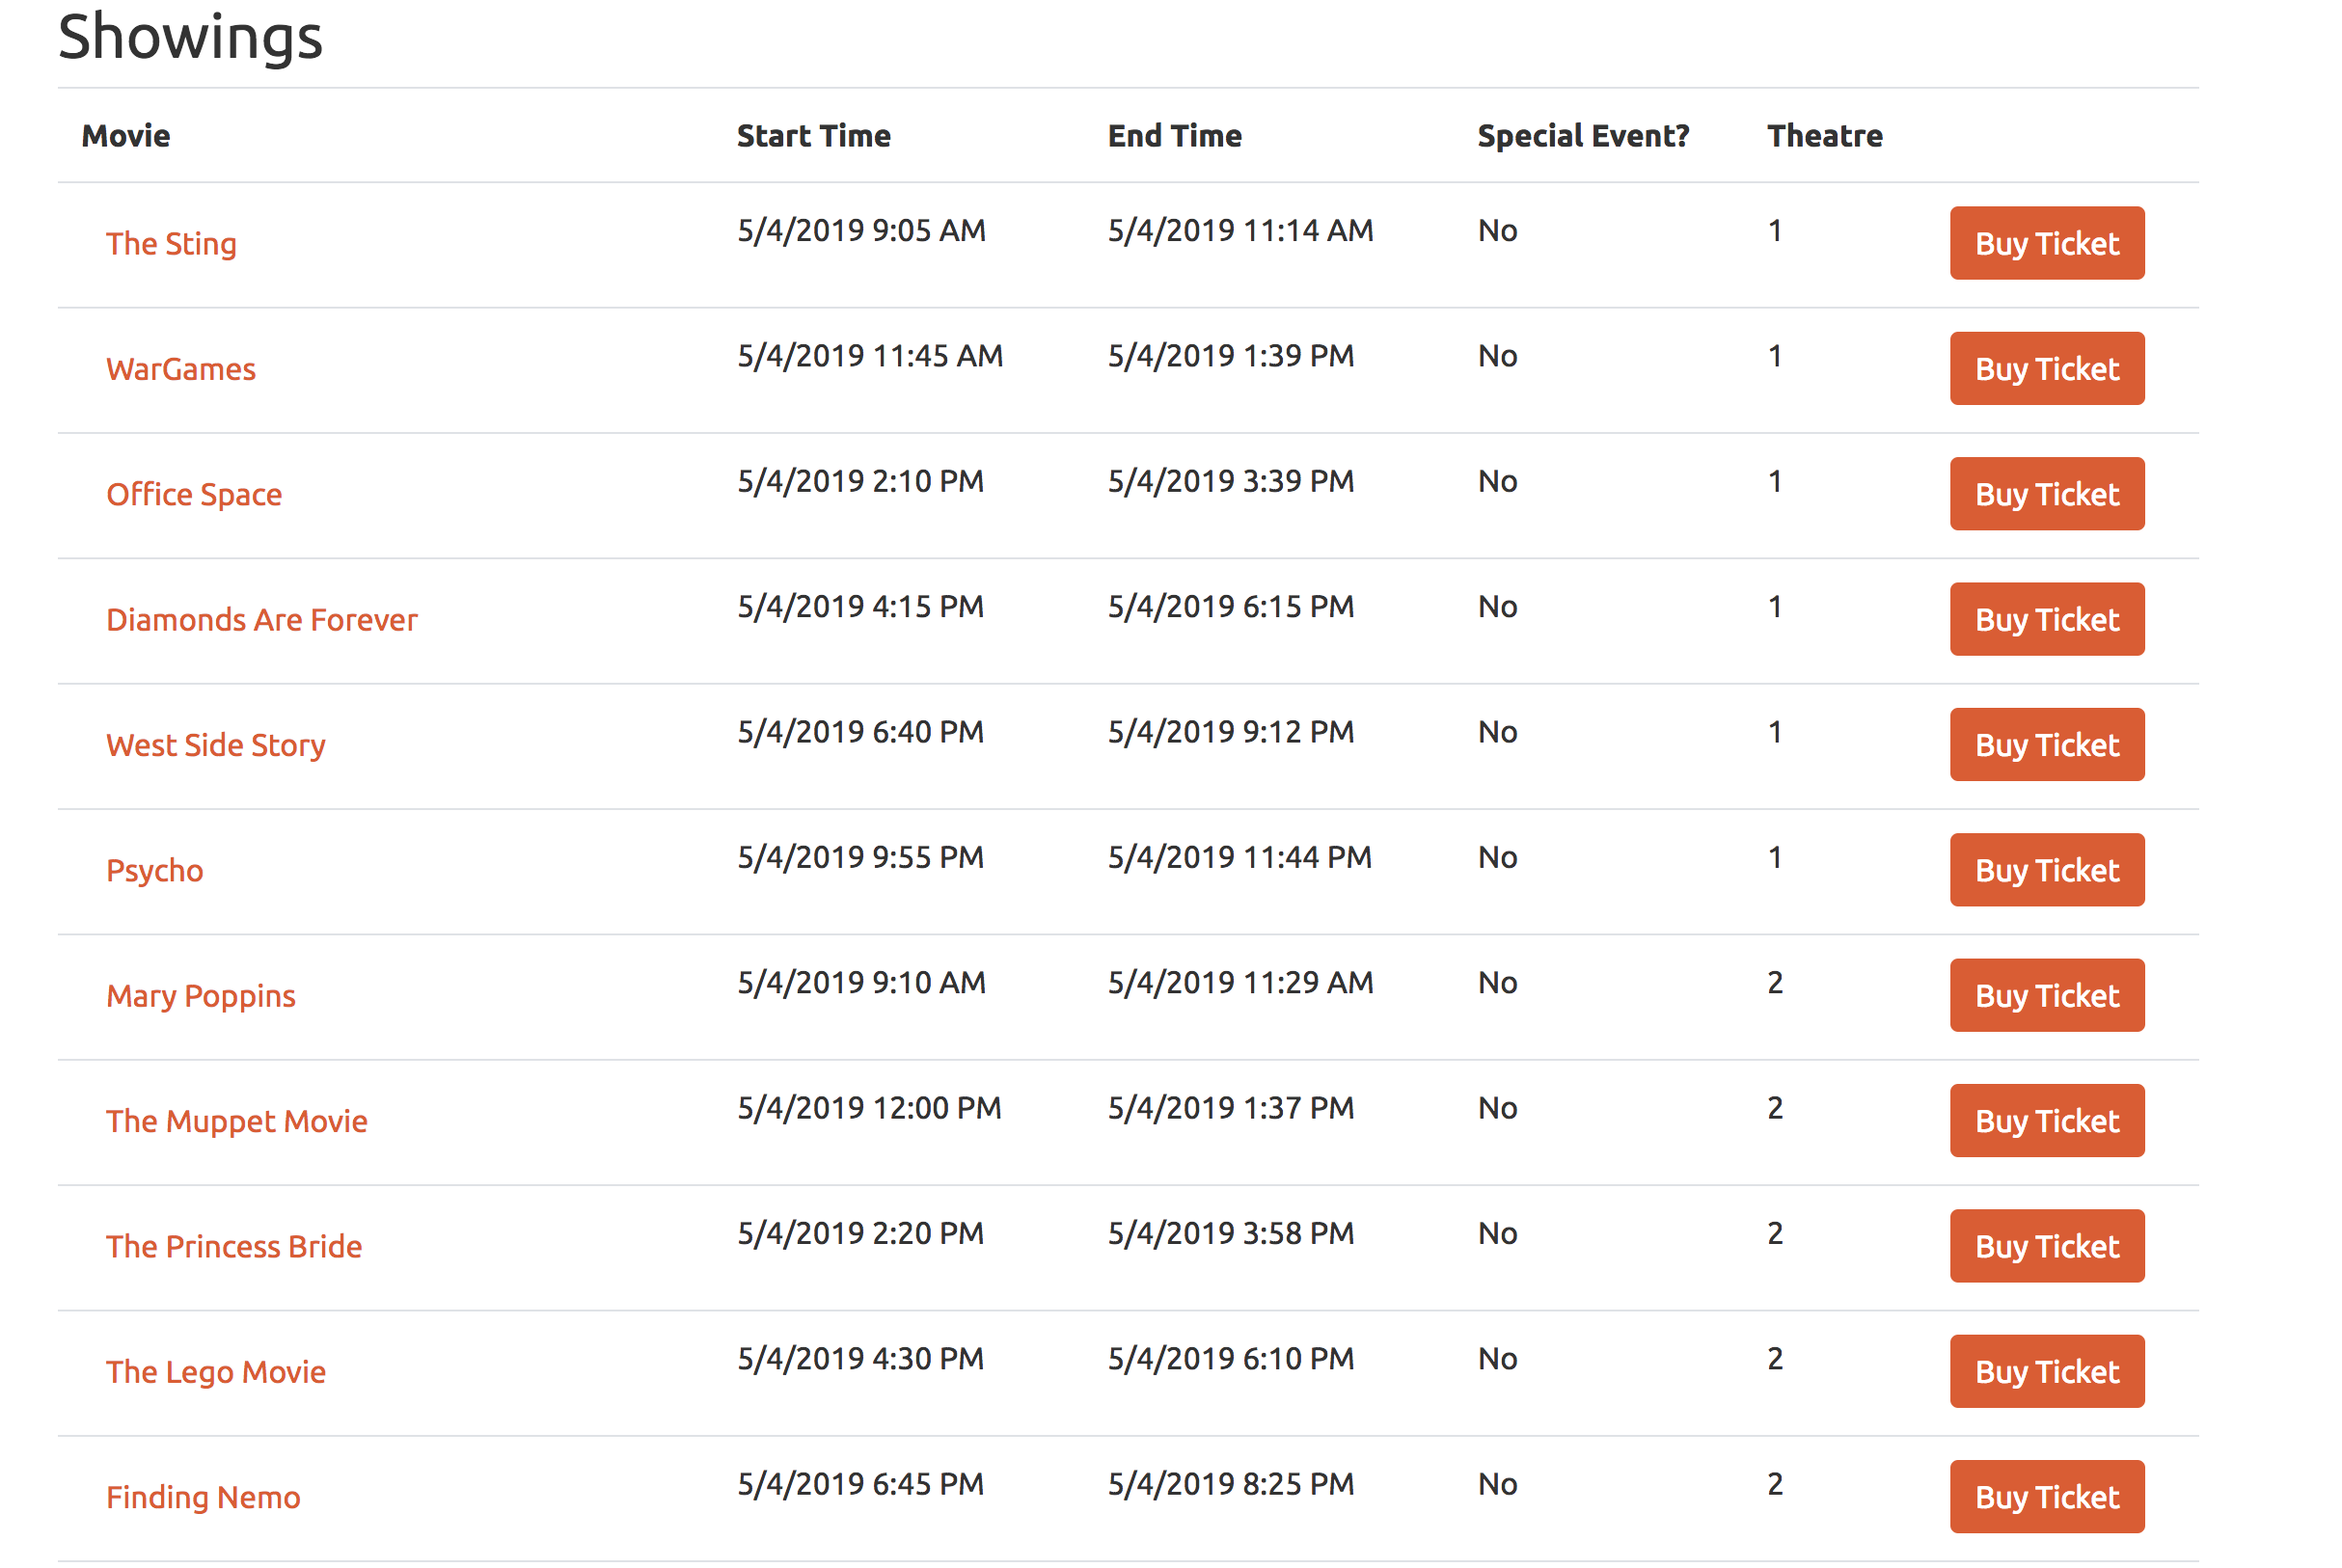 Showings
Movie Start Time End Time Special Event? Theatre
The Sting 5/4/2019 9:05 AM 5/4/2019 11:14 AM No 1 Buy Ticket
WarGames 5/4/2019 11:45 AM 5/4/2019 1:39 PM No 1 Buy Ticket
Office Space 5/4/2019 2:10 PM 5/4/2019 3:39 PM No 1 Buy Ticket
Diamonds Are Forever 5/4/2019 4:15 PM 5/4/2019 6:15 PM No 1 Buy Ticket
West Side Story 5/4/2019 6:40 PM 5/4/2019 9:12 PM No 1 Buy Ticket
Psycho 5/4/2019 9:55 PM 5/4/2019 11:44 PM No 1 Buy Ticket
Mary Poppins 5/4/2019 9:10 AM 5/4/2019 11:29 AM No 2 Buy Ticket
The Muppet Movie 5/4/2019 12:00 PM 5/4/2019 1:37 PM No 2 Buy Ticket
The Princess Bride 5/4/2019 2:20 PM 5/4/2019 3:58 PM No 2 Buy Ticket
The Lego Movie 5/4/2019 4:30 PM 5/4/2019 6:10 PM No 2 Buy Ticket
Finding Nemo 5/4/2019 6:45 PM 5/4/2019 8:25 PM No 2 Buy Ticket